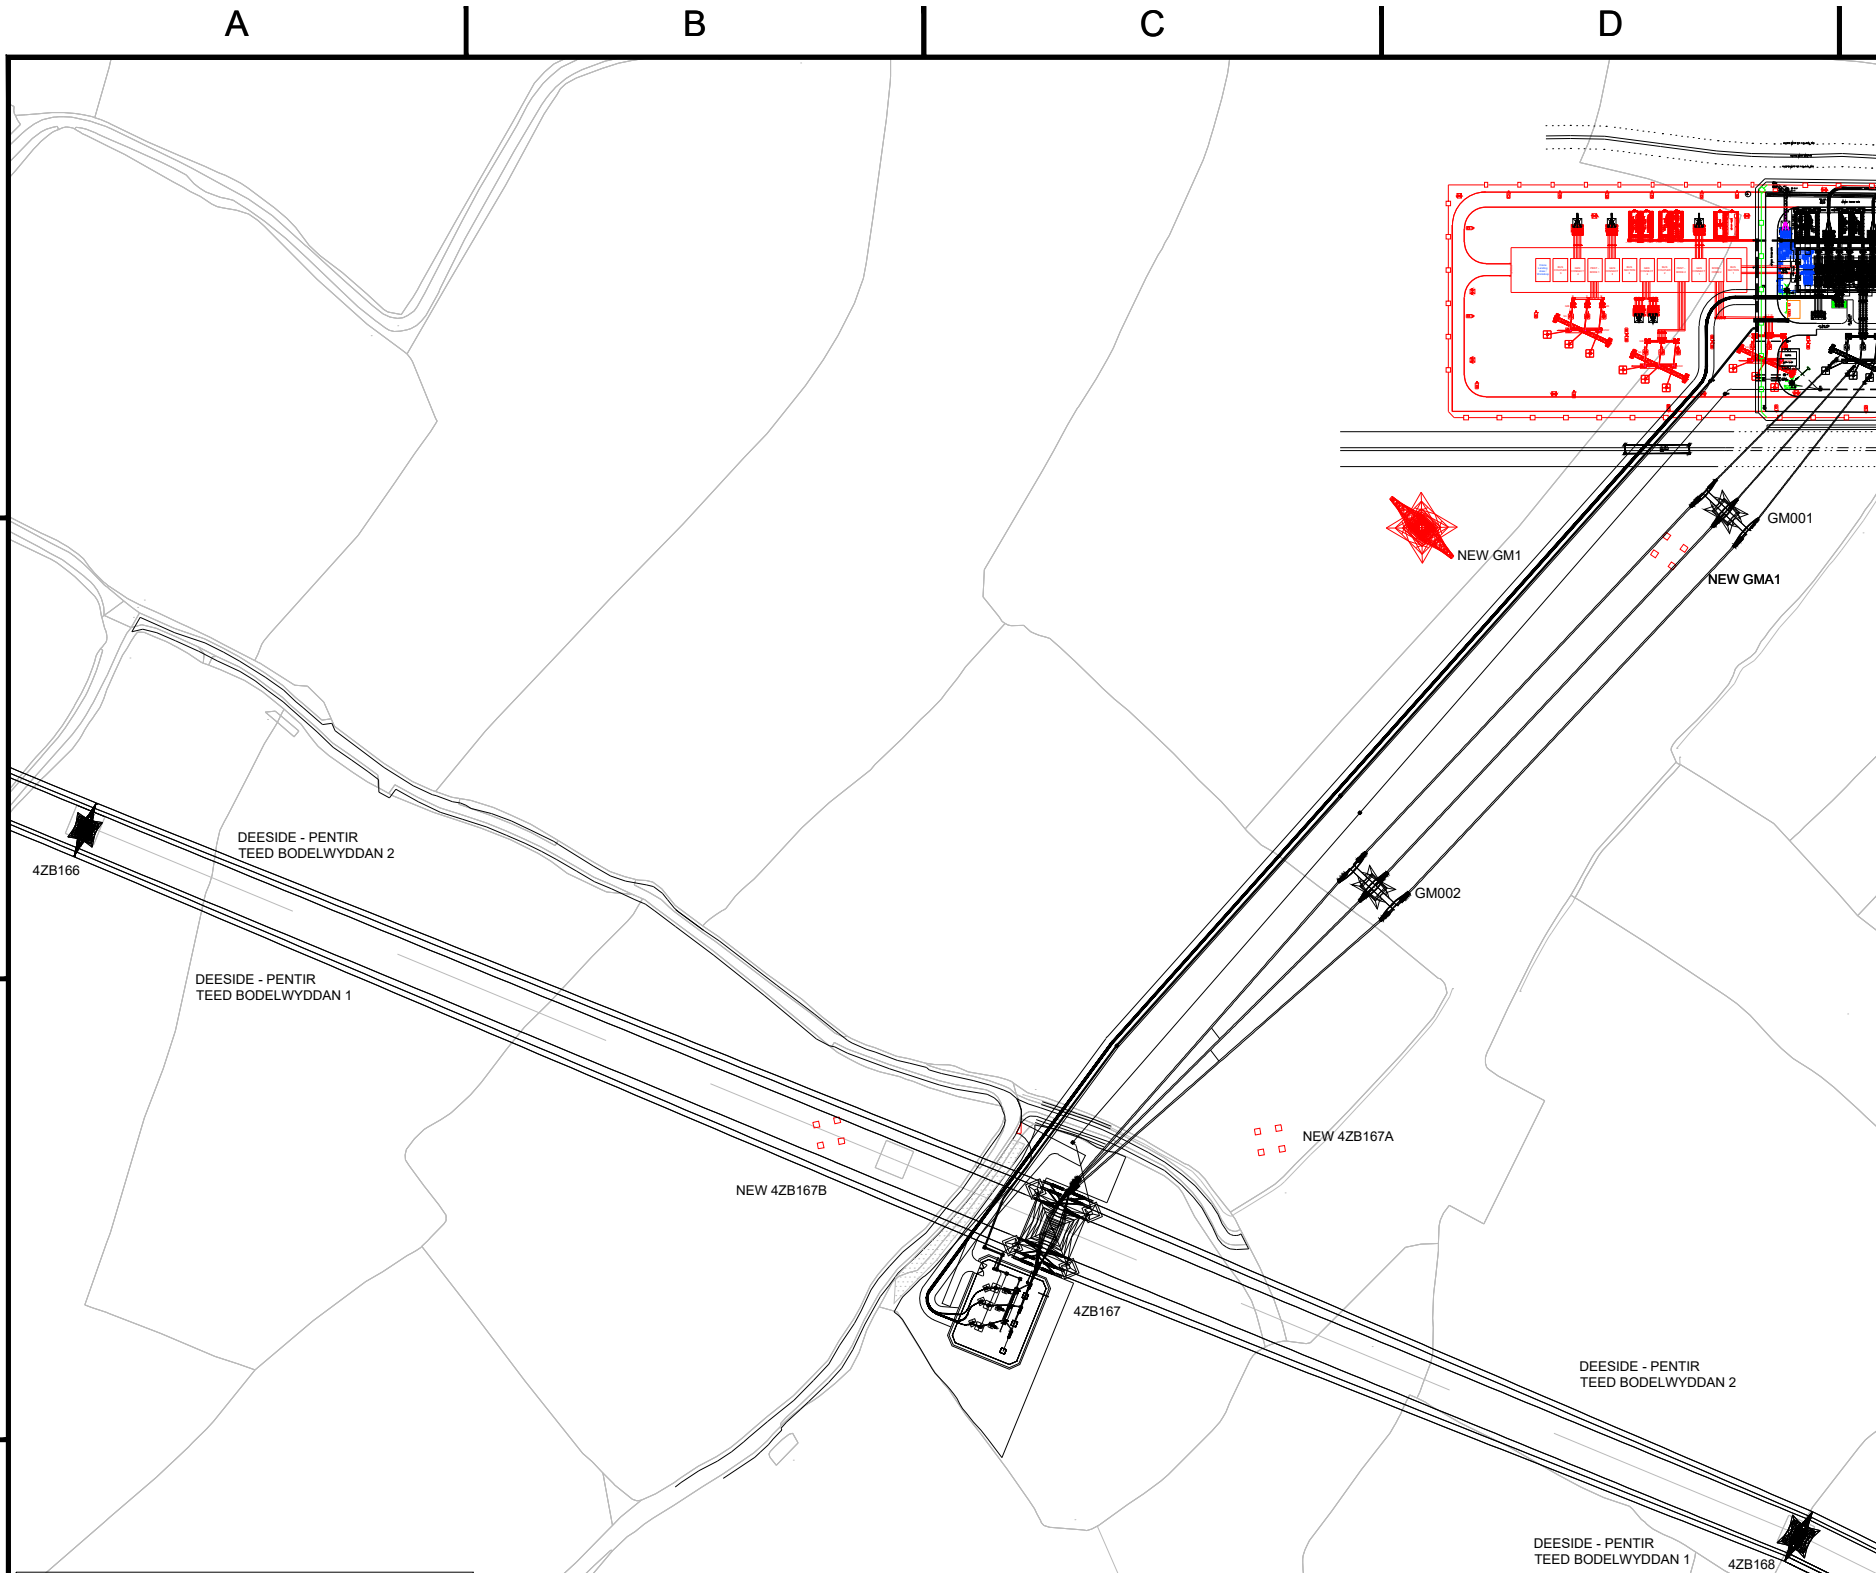 A
B
C
D
GM001
NEW GM1
NEW GMA1
DEESIDE - PENTIR
TEED BODELWYDDAN 2
4ZB166
GM002
DEESIDE - PENTIR
TEED BODELWYDDAN 1
NEW 4ZB167A
NEW 4ZB167B
4ZB167
DEESIDE - PENTIR
TEED BODELWYDDAN 2
DEESIDE - PENTIR
TEED BODELWYDDAN 1
4ZB168